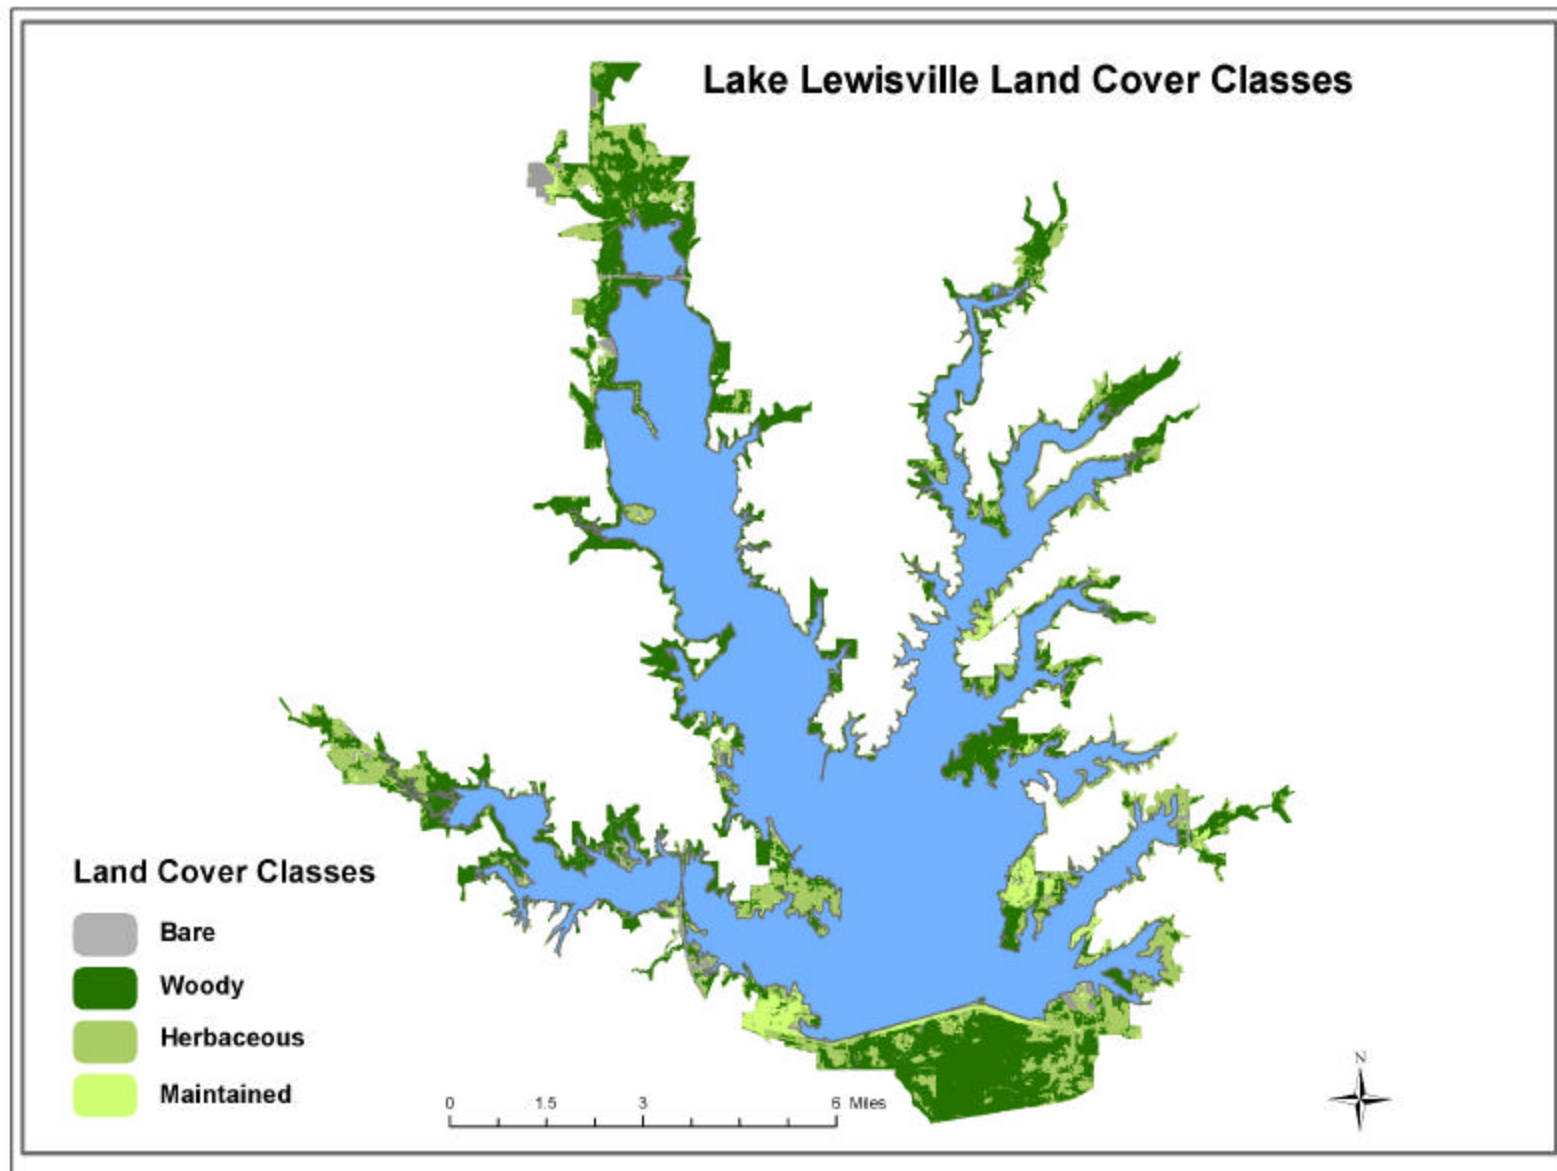 Lake Lewisville Land Cover Classes
Land Cover Classes
Bare
Woody
Herbaceous
Maintained
0 1.5 3 6 Miles
N